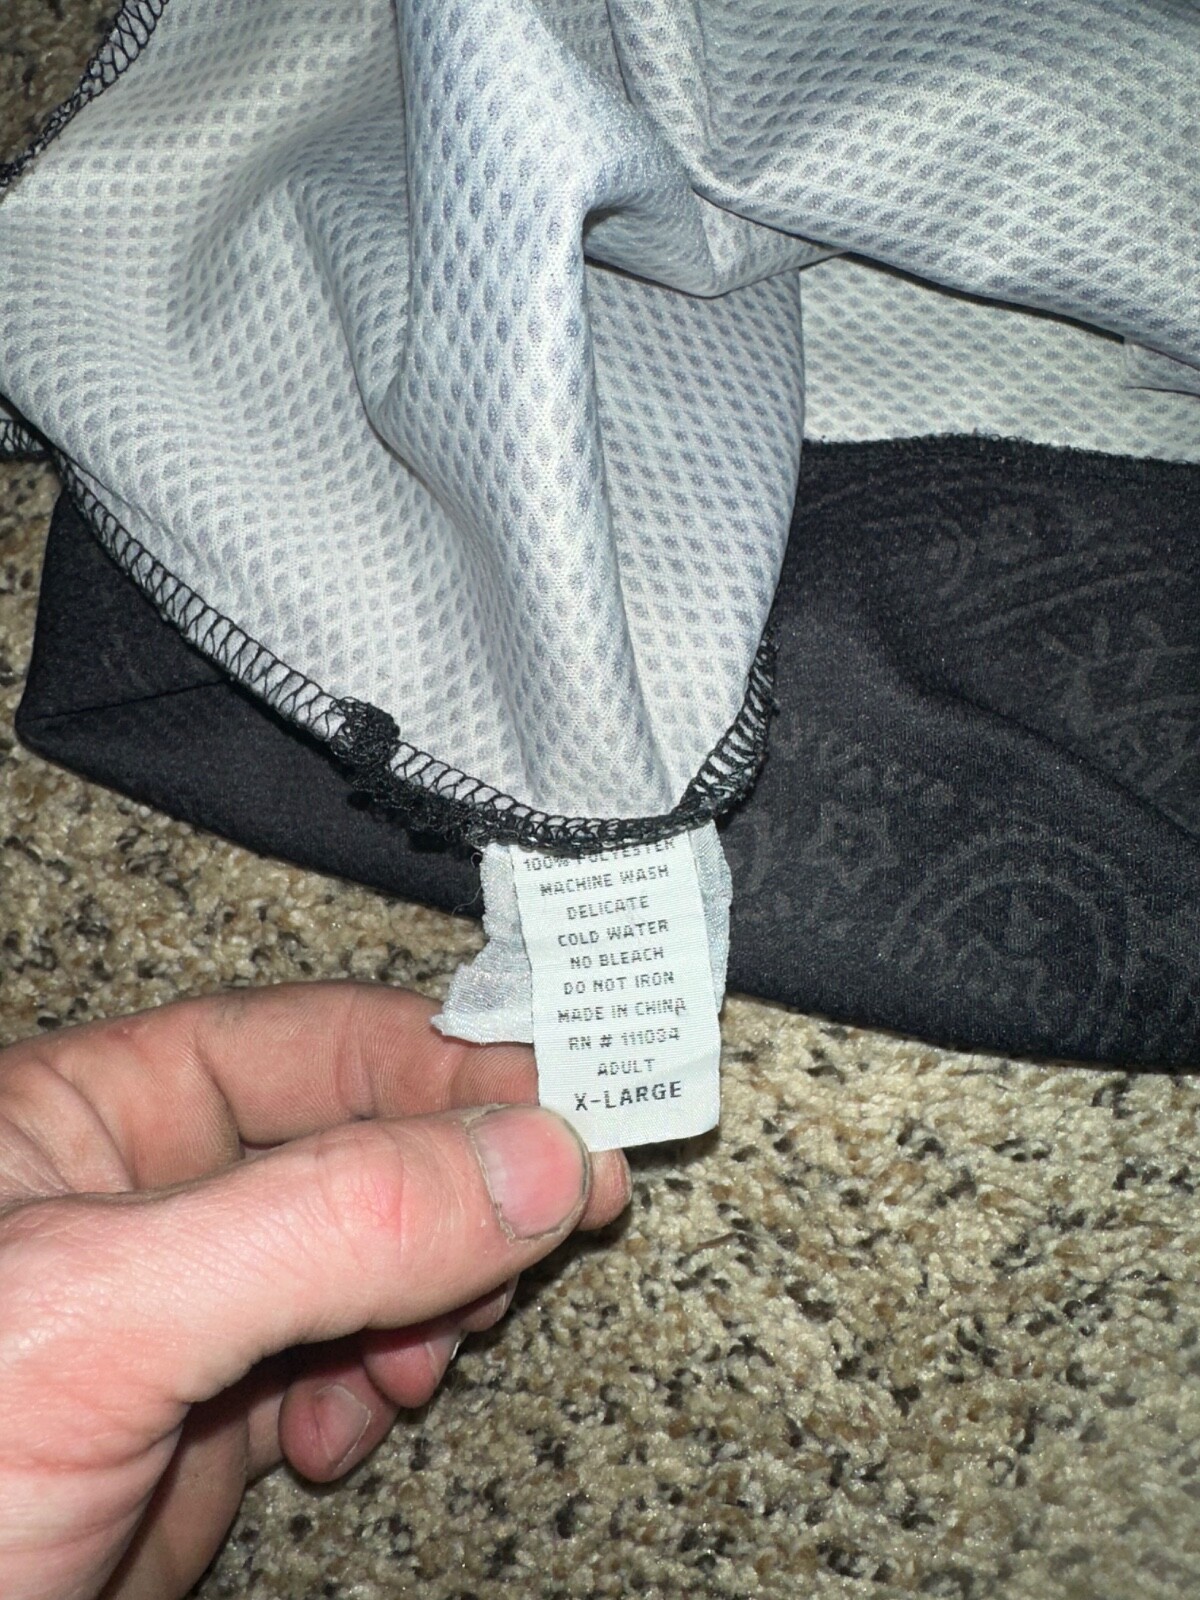 100% POLYESTER
MACHINE WASH
DELICATE
COLD WATER
NO BLEACH
DO NOT IRON
MADE IN CHINA
RN # 111034
ADULT
X-LARGE